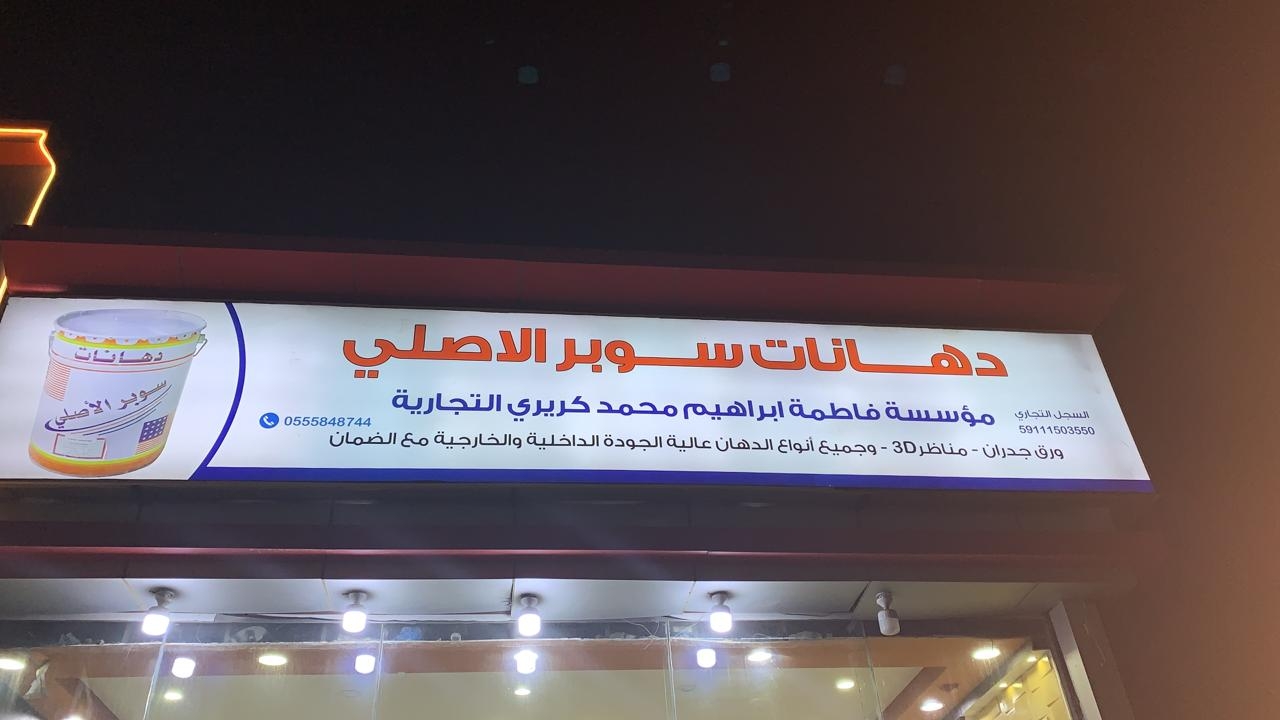 دهانات سوبر الاصلي
مؤسسة فاطمة ابراهيم محمد كريري التجارية
السجل التجاري
59111503550
0555848744
ورق جدران - مناظر 3D - وجميع أنواع الدهان عالية الجودة الداخلية والخارجية مع الضمان
دهانات
سوبر الأصلي